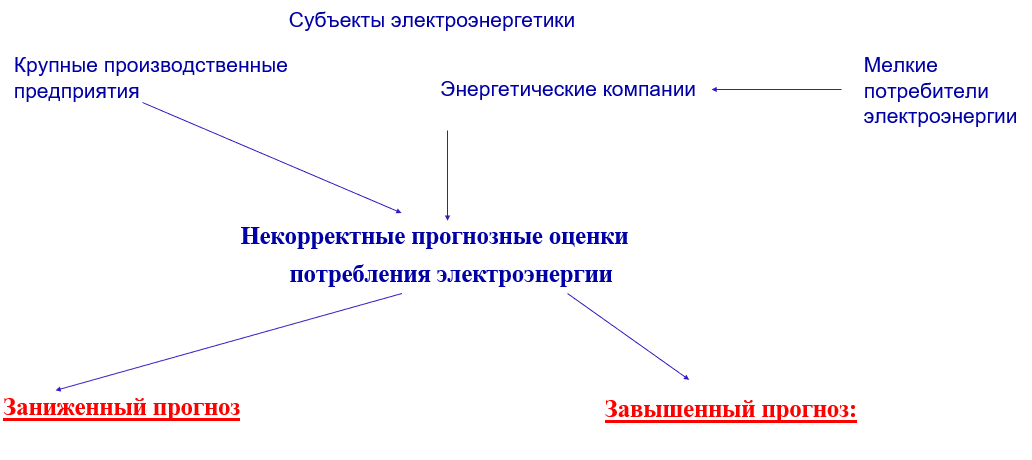 Субъекты электроэнергетики
Крупные производственные
предприятия
Энергетические компании
Мелкие
потребители
электроэнергии
Некорректные прогнозные оценки
потребления электроэнергии
Заниженный прогноз
Завышенный прогноз: